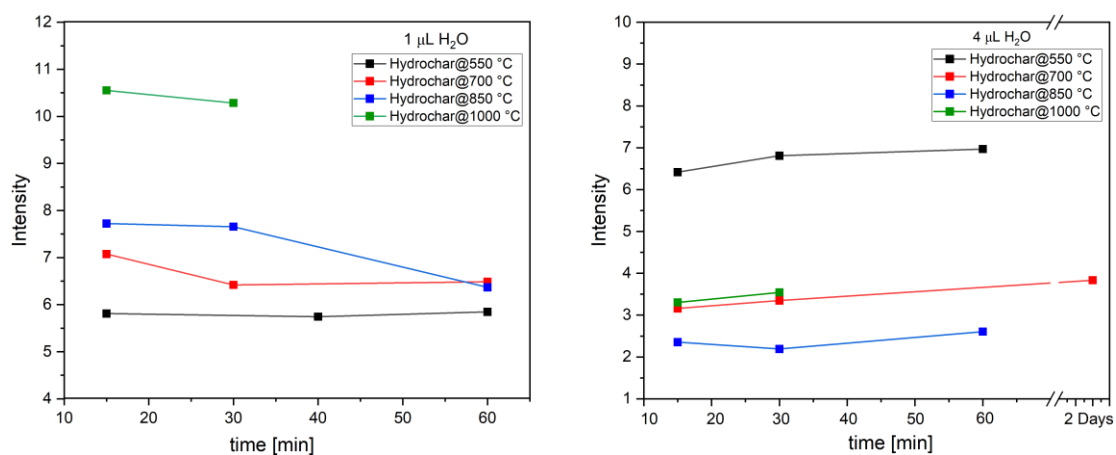 12
11
10
9
8
7
6
5
4
Intensity
1 μL H₂O
Hydrochar@550 °C
Hydrochar@700 °C
Hydrochar@850 °C
Hydrochar@1000 °C
10 20 30 40 50 60
time [min]
10
9
8
7
6
5
4
3
2
1
Intensity
4 μL H₂O
Hydrochar@550 °C
Hydrochar@700 °C
Hydrochar@850 °C
Hydrochar@1000 °C
10 20 30 40 50 60 2 Days
time [min]